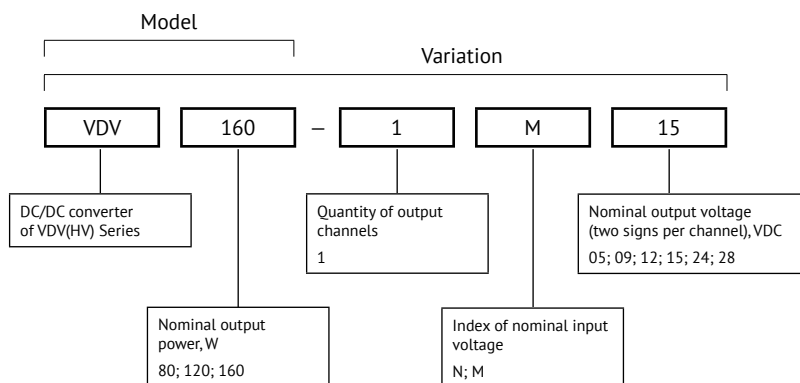 Model
Variation
VDV 160 – 1 M 15
DC/DC converter
of VDV(HV) Series
Quantity of output
channels
1
Nominal output voltage
(two signs per channel), VDC
05; 09; 12; 15; 24; 28
Nominal output
power, W
80; 120; 160
Index of nominal input
voltage
N; M